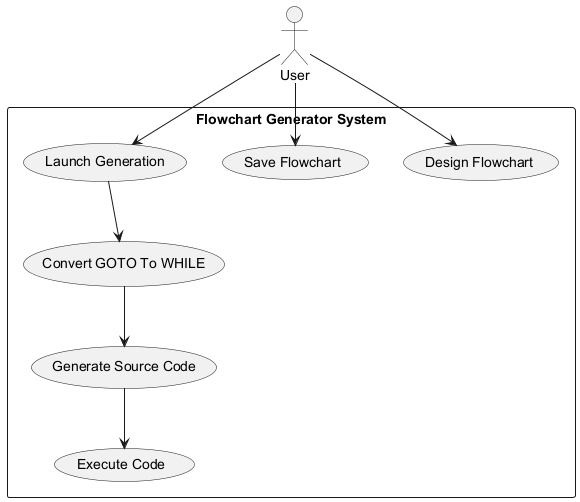 User
Flowchart Generator System
Launch Generation
Save Flowchart
Design Flowchart
Convert GOTO To WHILE
Generate Source Code
Execute Code